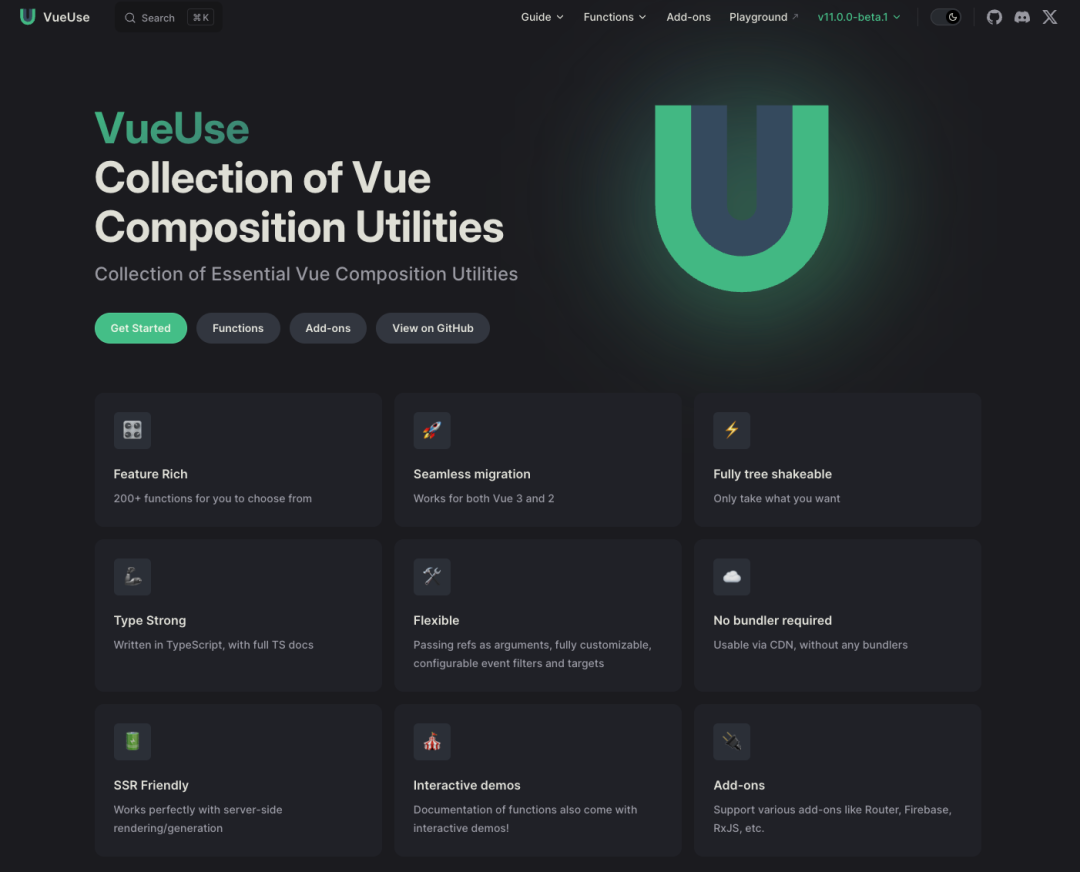 VueUse
Search
⌘ K
Guide
Functions
Add-ons
Playground
v11.0.0-beta.1
VueUse
Collection of Vue
Composition Utilities
Collection of Essential Vue Composition Utilities
Get Started
Functions
Add-ons
View on GitHub
Feature Rich
200+ functions for you to choose from
Seamless migration
Works for both Vue 3 and 2
Fully tree shakeable
Only take what you want
Type Strong
Written in TypeScript, with full TS docs
Flexible
Passing refs as arguments, fully customizable,
configurable event filters and targets
No bundler required
Usable via CDN, without any bundlers
SSR Friendly
Works perfectly with server-side
rendering/generation
Interactive demos
Documentation of functions also come with
interactive demos!
Add-ons
Support various add-ons like Router, Firebase,
RxJS, etc.